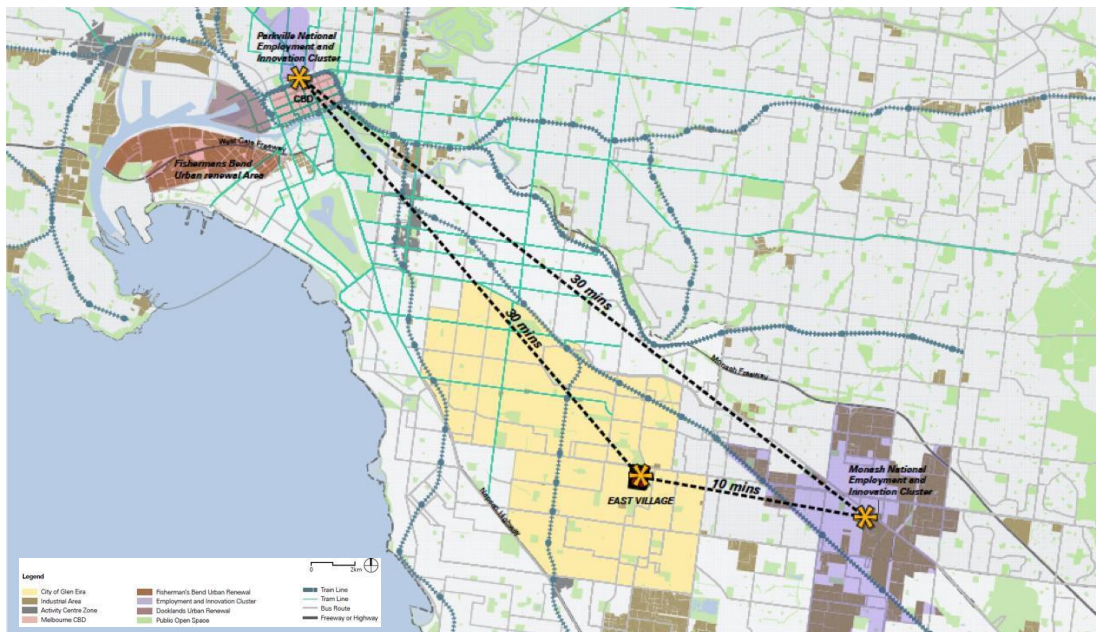 Parkville National
Employment and
Innovation Cluster
CBD
West Gate Freeway
Fishermans Bend
Urban renewal Area
30 mins
30 mins
Monash Freeway
Monash National
Employment and
Innovation Cluster
10 mins
EAST VILLAGE
Nepean Highway
0 2km
Legend
City of Glen Eira
Industrial Area
Activity Centre Zone
Melbourne CBD
Fisherman's Bend Urban Renewal
Employment and Innovation Cluster
Docklands Urban Renewal
Public Open Space
Train Line
Tram Line
Bus Route
Freeway or Highway